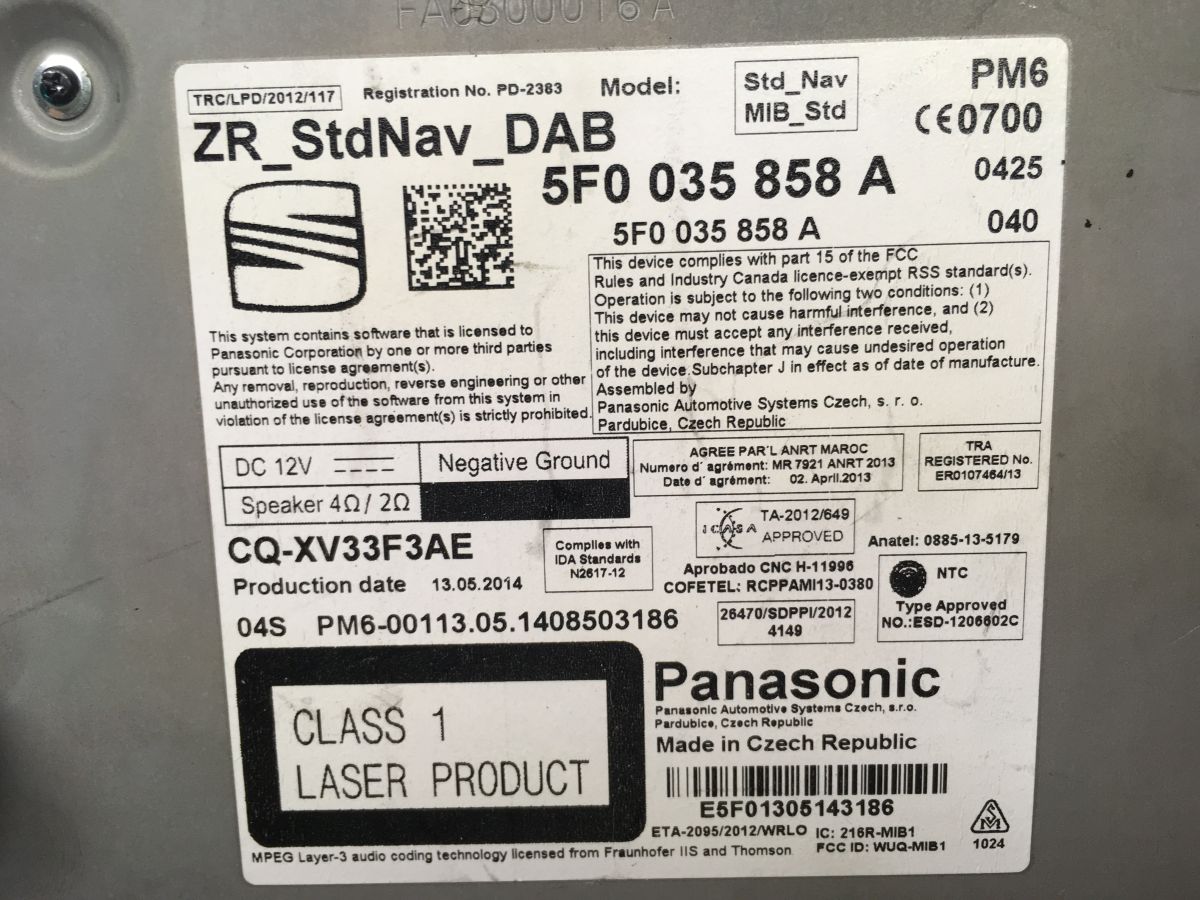 FA63000016 A
TRC/LPD/2012/117
Registration No. PD-2383
Model:
Std_Nav
MIB_Std
PM6
CE0700
ZR_StdNav_DAB
5F0 035 858 A
0425
5F0 035 858 A
040
This device complies with part 15 of the FCC
Rules and Industry Canada licence-exempt RSS standard(s).
Operation is subject to the following two conditions: (1)
This device may not cause harmful interference, and (2)
this device must accept any interference received,
including interference that may cause undesired operation
of the device.Subchapter J in effect as of date of manufacture.
Assembled by
Panasonic Automotive Systems Czech, s. r. o.
Pardubice, Czech Republic
This system contains software that is licensed to
Panasonic Corporation by one or more third parties
pursuant to license agreement(s).
Any removal, reproduction, reverse engineering or other
unauthorized use of the software from this system in
violation of the license agreement(s) is strictly prohibited.
DC 12V
Negative Ground
Speaker 4Ω / 2Ω
AGREE PAR'L ANRT MAROC
Numero d' agrément: MR 7921 ANRT 2013
Date d' agrément: 02. April.2013
TRA
REGISTERED No.
ER0107464/13
ICASA
TA-2012/649
APPROVED
CQ-XV33F3AE
Complies with
IDA Standards
N2617-12
Anatel: 0885-13-5179
Aprobado CNC H-11996
COFETEL: RCPPAMI13-0380
NTC
Type Approved
NO.:ESD-1206602C
Production date 13.05.2014
26470/SDPPI/2012
4149
04S PM6-00113.05.1408503186
CLASS 1
LASER PRODUCT
Panasonic
Panasonic Automotive Systems Czech, s.r.o.
Pardubice, Czech Republic
Made in Czech Republic
E5F01305143186
ETA-2095/2012/WRLO
IC: 216R-MIB1
FCC ID: WUQ-MIB1
1024
MPEG Layer-3 audio coding technology licensed from Fraunhofer IIS and Thomson